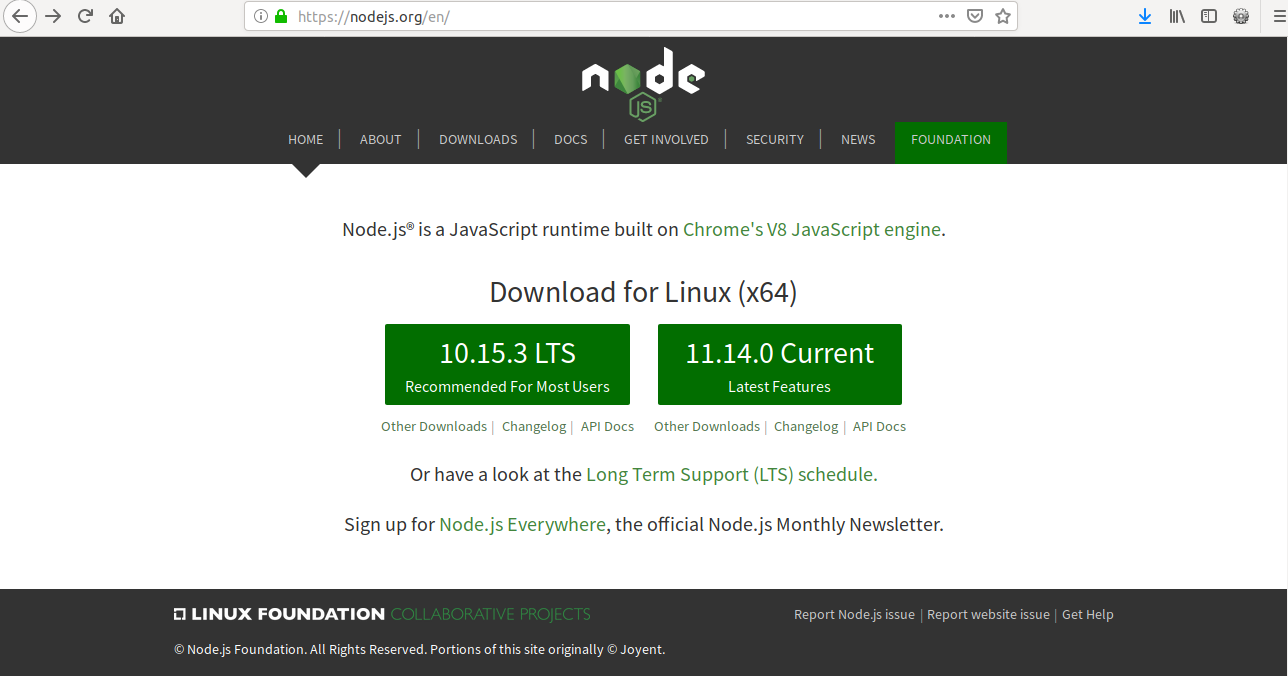 https://nodejs.org/en/
node
JS
HOME | ABOUT | DOWNLOADS | DOCS | GET INVOLVED | SECURITY | NEWS FOUNDATION
Node.js® is a JavaScript runtime built on Chrome's V8 JavaScript engine.
Download for Linux (x64)
10.15.3 LTS
Recommended For Most Users
Other Downloads | Changelog | API Docs
11.14.0 Current
Latest Features
Other Downloads | Changelog | API Docs
Or have a look at the Long Term Support (LTS) schedule.
Sign up for Node.js Everywhere, the official Node.js Monthly Newsletter.
LINUX FOUNDATION COLLABORATIVE PROJECTS
Report Node.js issue | Report website issue | Get Help
© Node.js Foundation. All Rights Reserved. Portions of this site originally © Joyent.